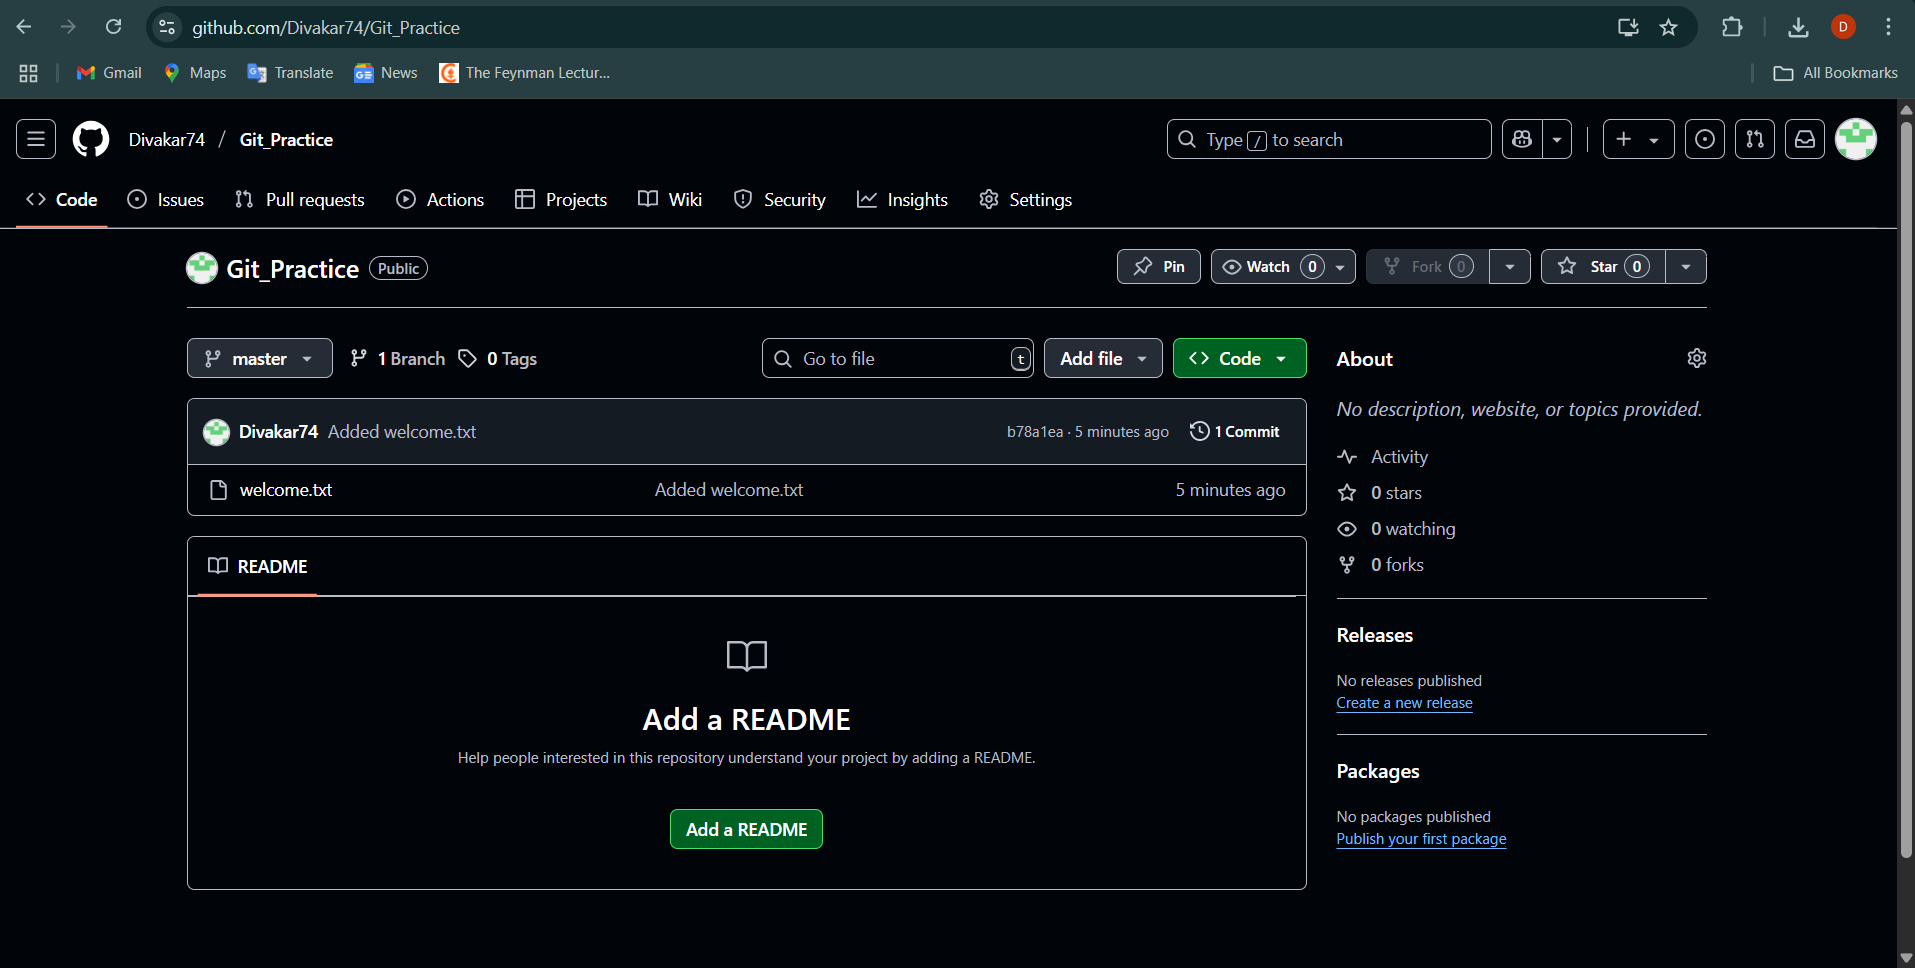 github.com/Divakar74/Git_Practice
D
Gmail Maps Translate News The Feynman Lectur... All Bookmarks
Divakar74 / Git_Practice Type / to search
Code Issues Pull requests Actions Projects Wiki Security Insights Settings
Git_Practice Public Pin Watch 0 Fork 0 Star 0
master 1 Branch 0 Tags Go to file t Add file Code
Divakar74 Added welcome.txt b78a1ea · 5 minutes ago 1 Commit
welcome.txt Added welcome.txt 5 minutes ago
README
Add a README
Help people interested in this repository understand your project by adding a README.
Add a README
About
No description, website, or topics provided.
Activity
0 stars
0 watching
0 forks
Releases
No releases published
Create a new release
Packages
No packages published
Publish your first package